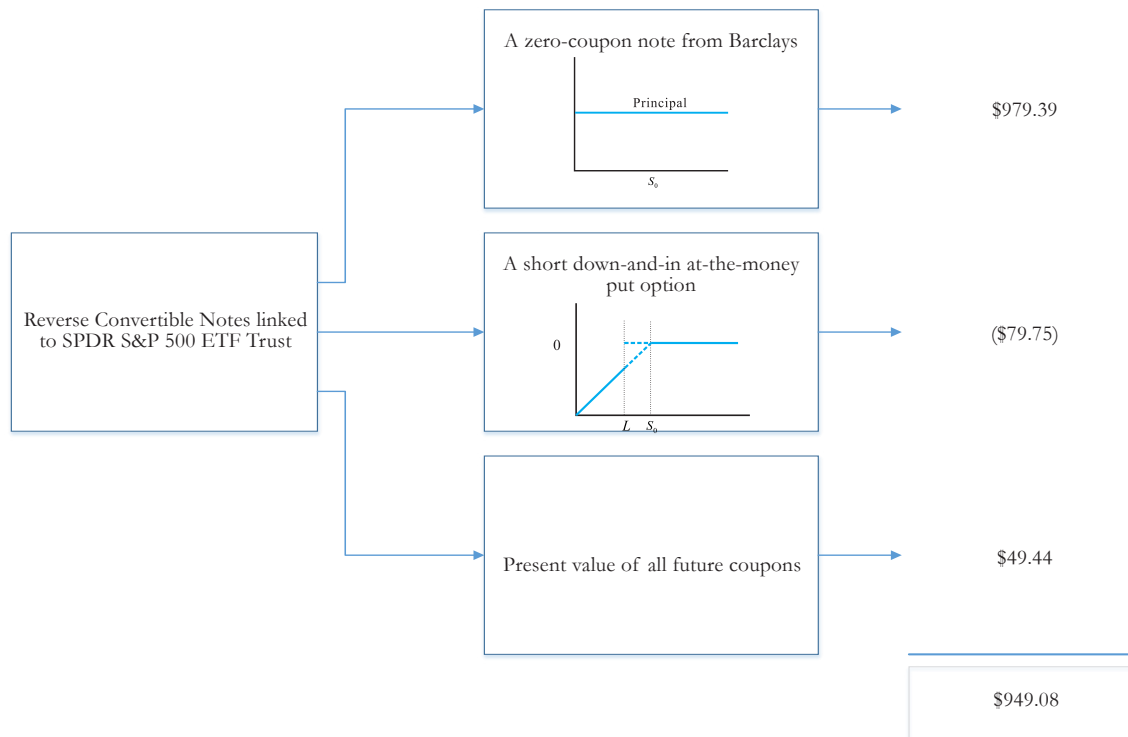 A zero-coupon note from Barclays
Principal
S₀
$979.39
Reverse Convertible Notes linked
to SPDR S&P 500 ETF Trust
A short down-and-in at-the-money
put option
0
L S₀
($79.75)
Present value of all future coupons
$49.44
$949.08